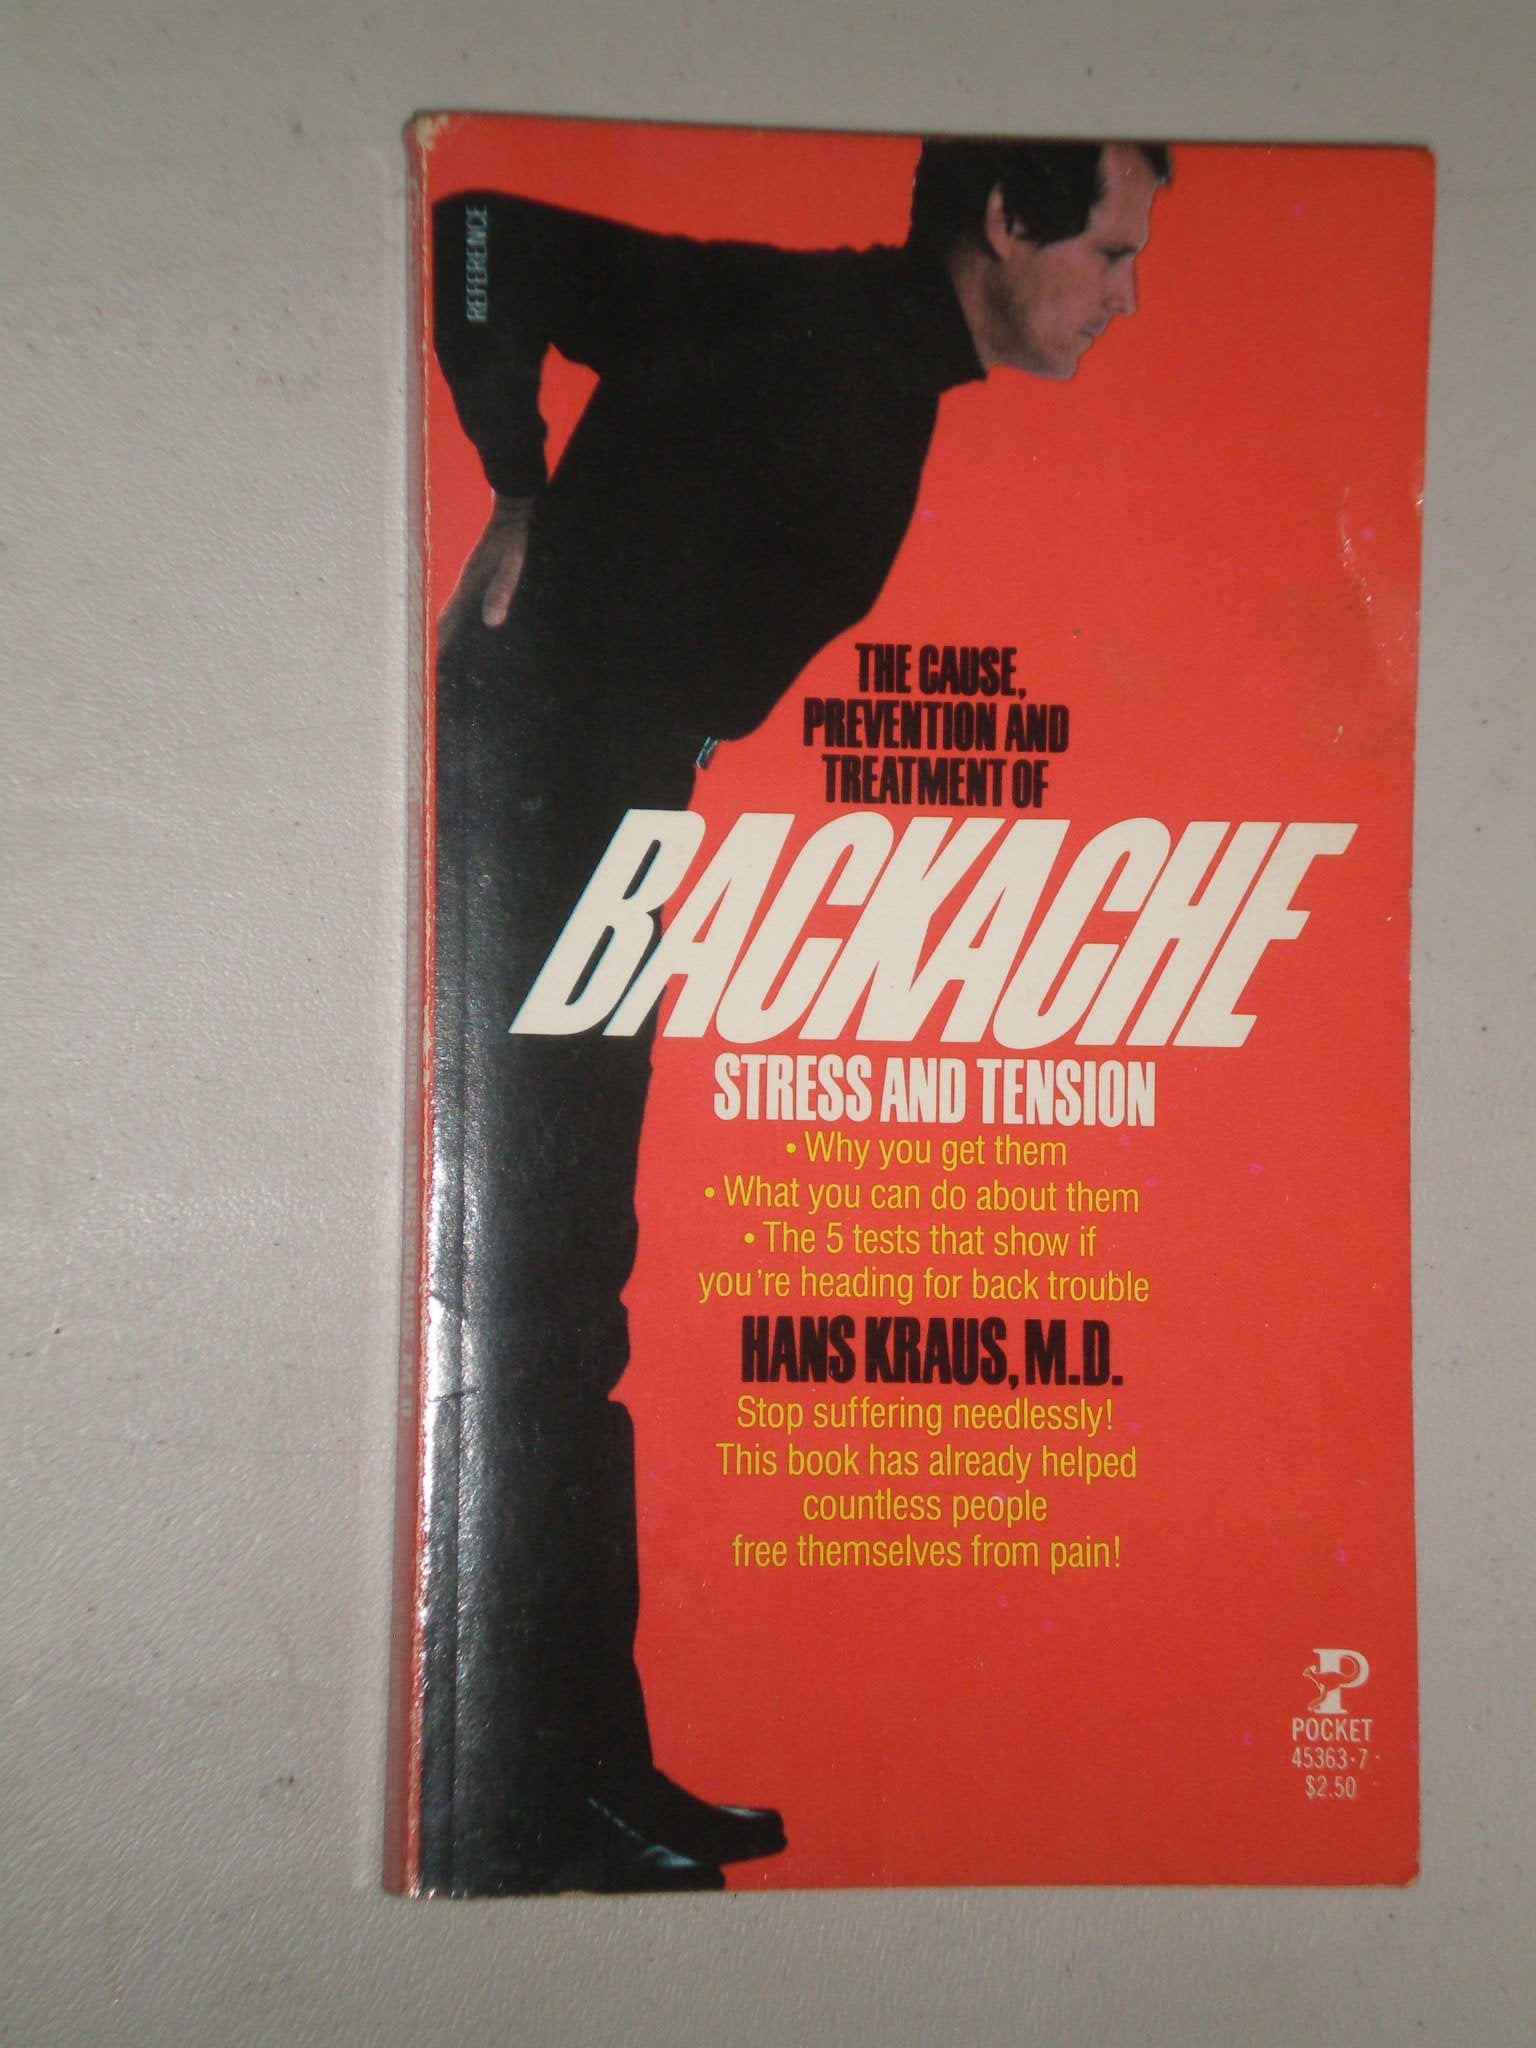 REFERENCE
THE CAUSE,
PREVENTION AND
TREATMENT OF
BACKACHE
STRESS AND TENSION
• Why you get them
• What you can do about them
• The 5 tests that show if
you're heading for back trouble
HANS KRAUS, M.D.
Stop suffering needlessly!
This book has already helped
countless people
free themselves from pain!
P
POCKET
45363·7
$2.50